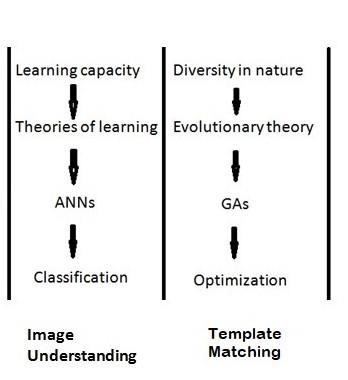 Learning capacity
Theories of learning
ANNs
Classification
Image
Understanding
Diversity in nature
Evolutionary theory
GAs
Optimization
Template
Matching